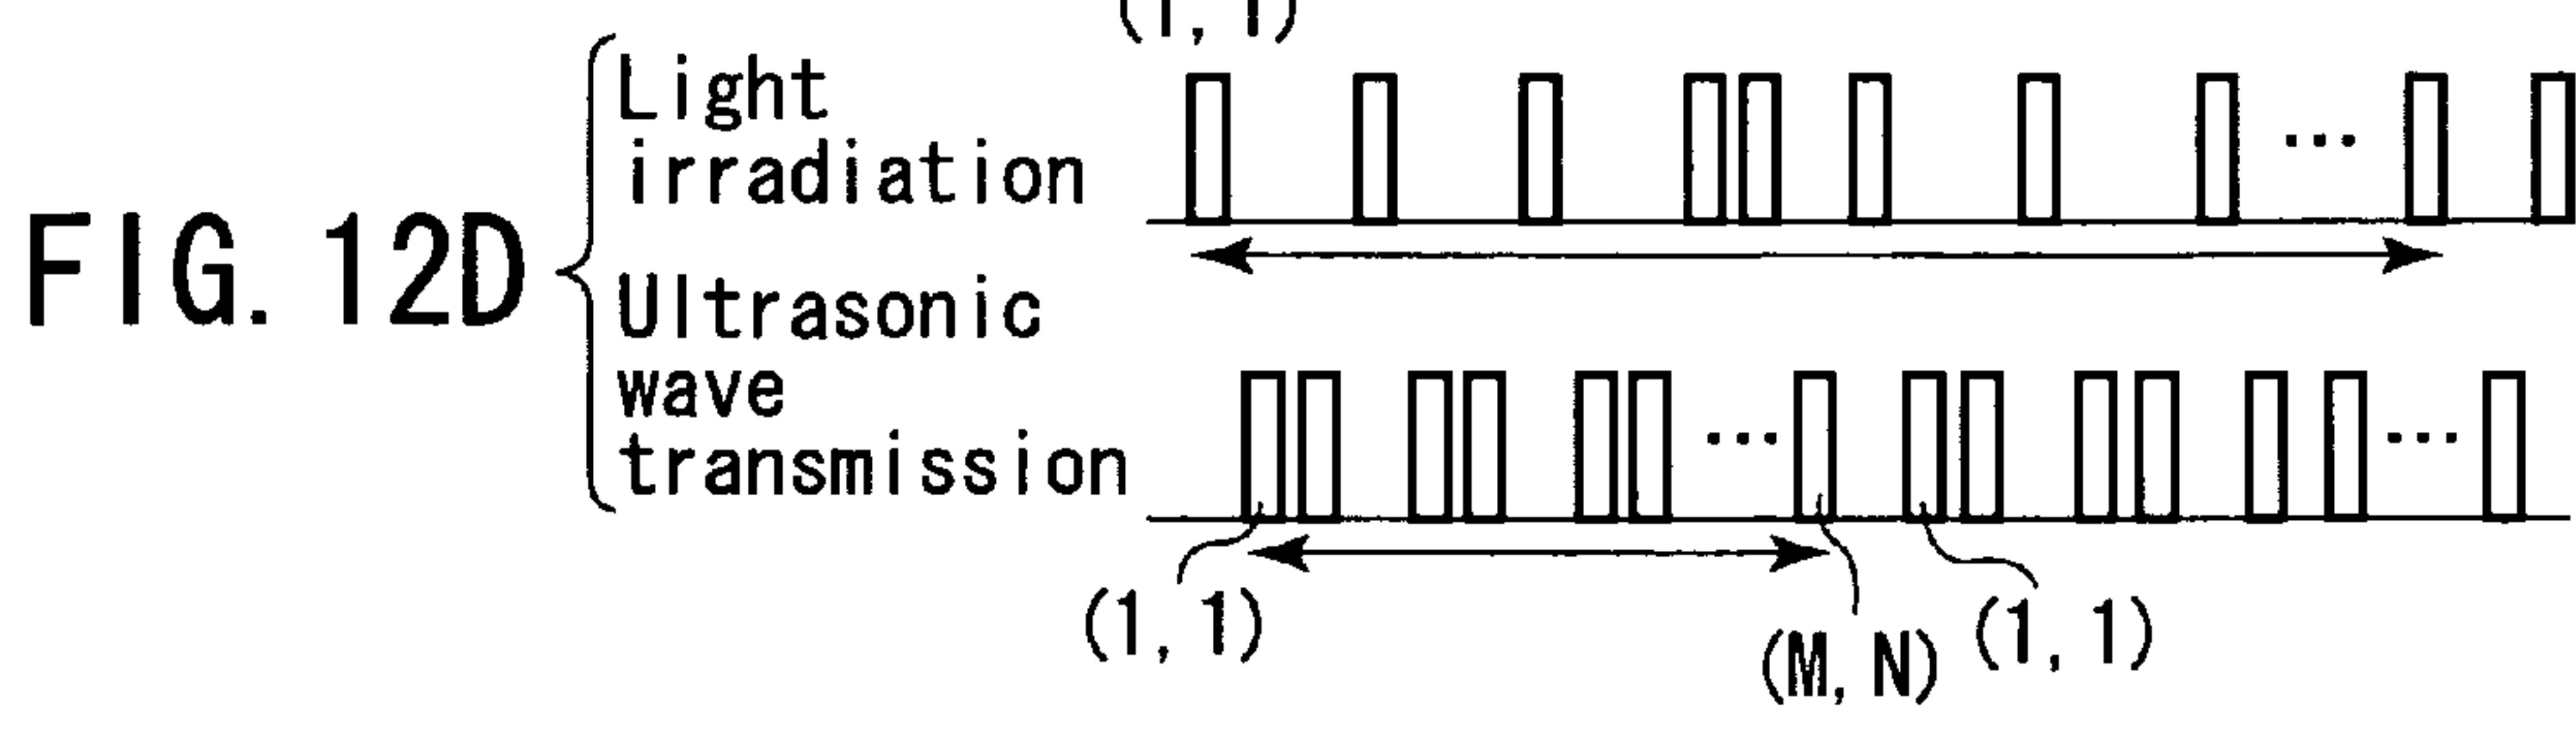 (1, 1)
FIG. 12D
Light
irradiation
...
Ultrasonic
wave
transmission
... ...
(1, 1)
(M, N) (1, 1)